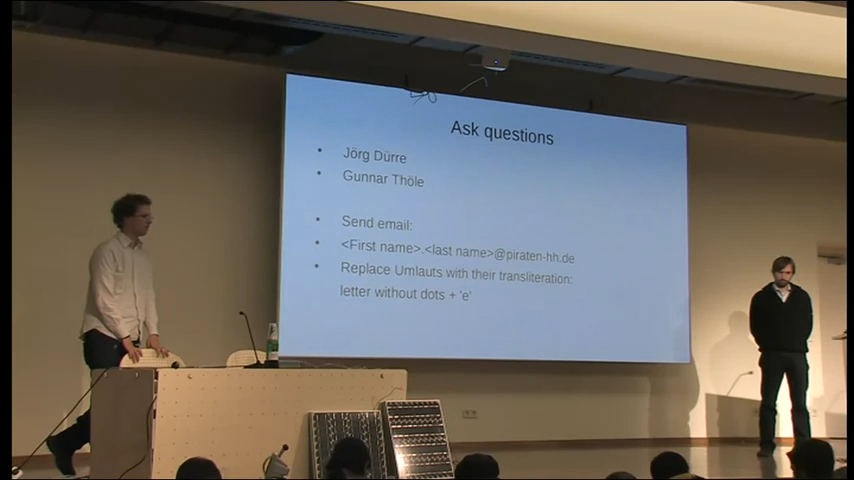 Ask questions
• Jörg Dürre
• Gunnar Thöle
• Send email:
• <First name>.<last name>@piraten-hh.de
• Replace Umlauts with their transliteration:
letter without dots + 'e'